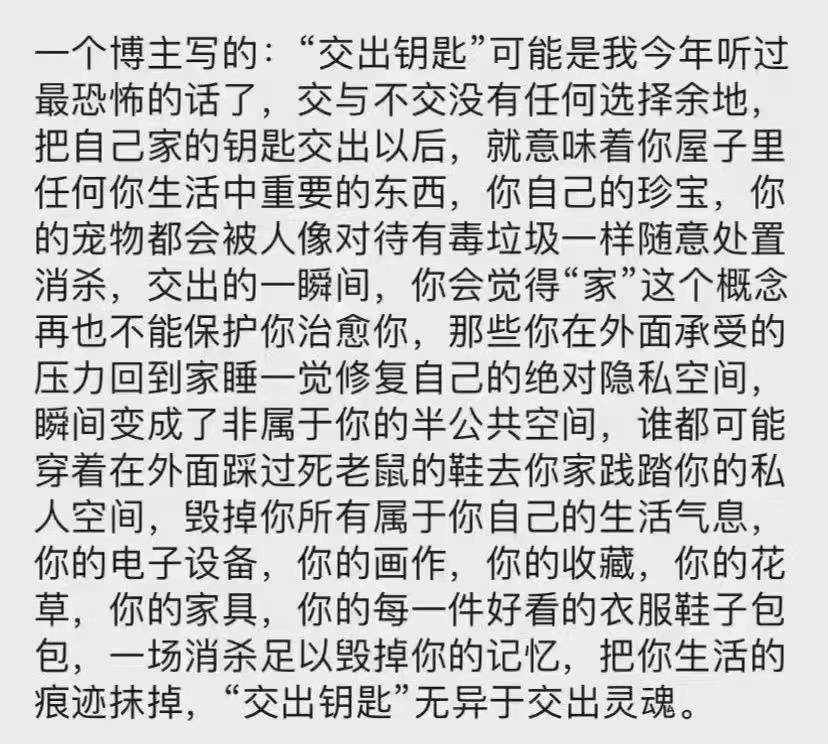 一个博主写的：“交出钥匙”可能是我今年听过
最恐怖的话了，交与不交没有任何选择余地，
把自己家的钥匙交出以后，就意味着你屋子里
任何你生活中重要的东西，你自己的珍宝，你
的宠物都会被人像对待有毒垃圾一样随意处置
消杀，交出的一瞬间，你会觉得“家”这个概念
再也不能保护你治愈你，那些你在外面承受的
压力回到家睡一觉修复自己的绝对隐私空间，
瞬间变成了非属于你的半公共空间，谁都可能
穿着在外面踩过死老鼠的鞋去你家践踏你的私
人空间，毁掉你所有属于你自己的生活气息，
你的电子设备，你的画作，你的收藏，你的花
草，你的家具，你的每一件好看的衣服鞋子包
包，一场消杀足以毁掉你的记忆，把你生活的
痕迹抹掉，“交出钥匙”无异于交出灵魂。